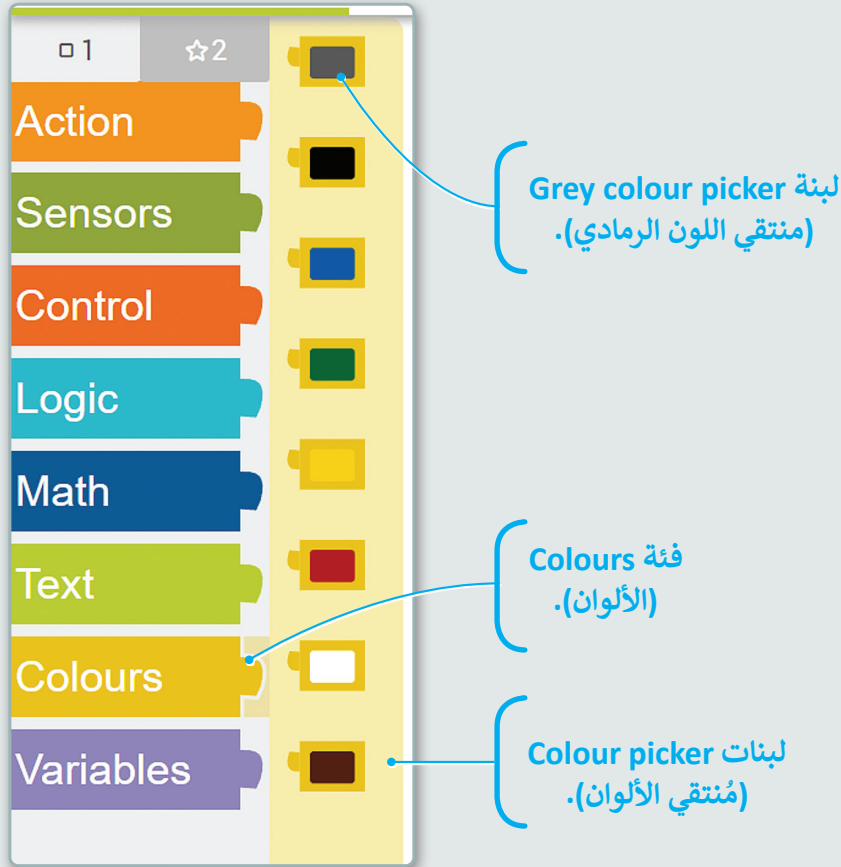 1
2
Action
Sensors
Control
Logic
Math
Text
Colours
Variables
لبنة Grey colour picker
(منتقي اللون الرمادي).
فئة Colours
(الألوان).
لبنات Colour picker
(مُنتقي الألوان).